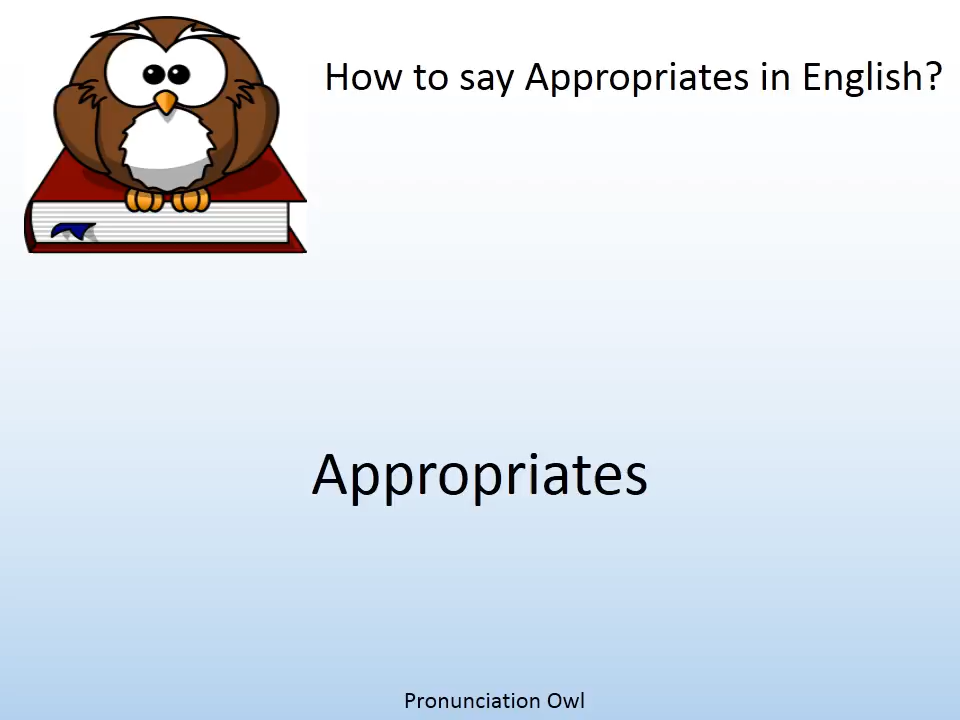 How to say Appropriates in English?
Appropriates
Pronunciation Owl